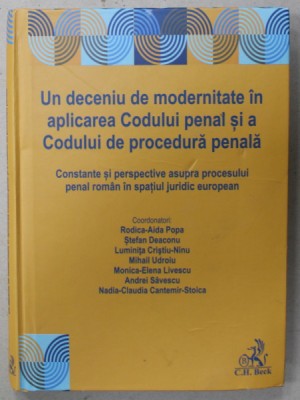 Un deceniu de modernitate în
aplicarea Codului penal și a
Codului de procedură penală
Constante și perspective asupra procesului
penal român în spațiul juridic european
Coordonatori:
Rodica-Aida Popa
Ștefan Deaconu
Luminița Criștiu-Ninu
Mihail Udroiu
Monica-Elena Livescu
Andrei Săvescu
Nadia-Claudia Cantemir-Stoica
C.H. Beck